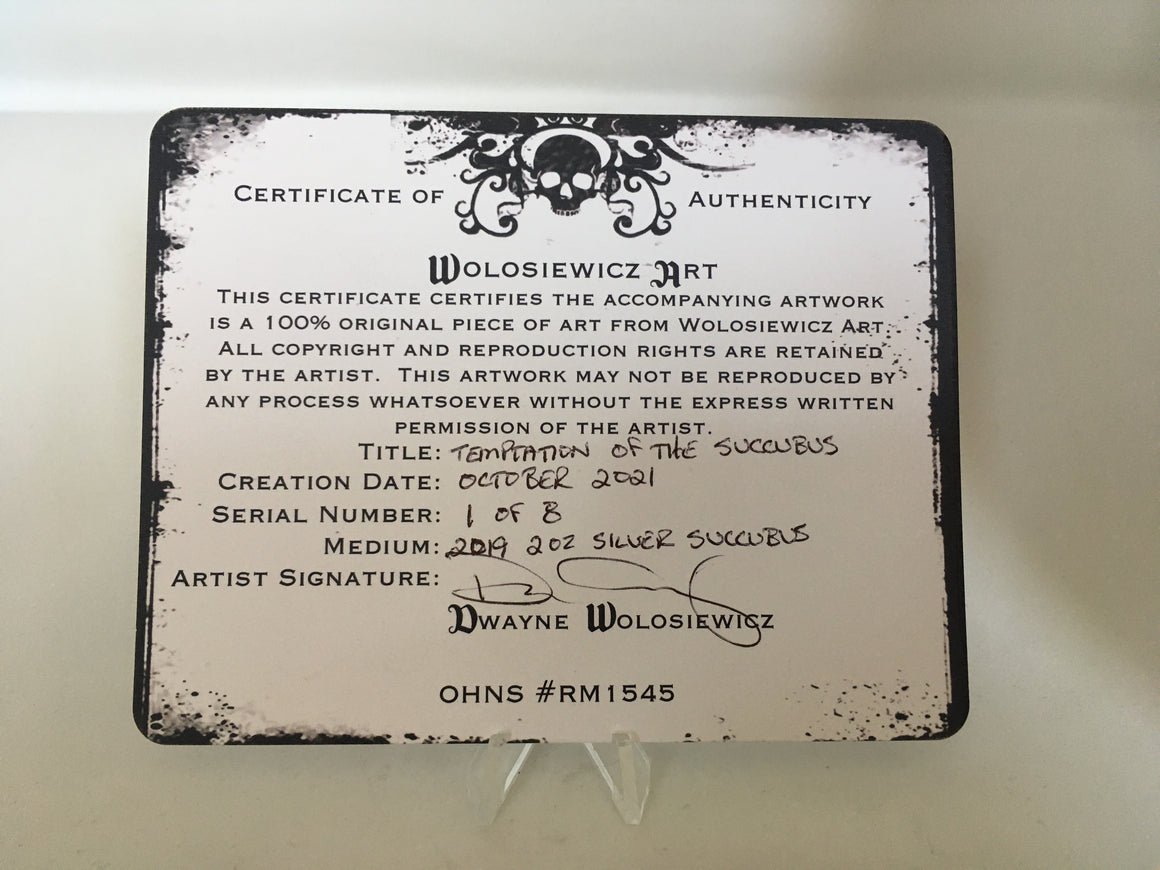 CERTIFICATE OF AUTHENTICITY
WOLOSIEWICZ ART
THIS CERTIFICATE CERTIFIES THE ACCOMPANYING ARTWORK
IS A 100% ORIGINAL PIECE OF ART FROM WOLOSIEWICZ ART.
ALL COPYRIGHT AND REPRODUCTION RIGHTS ARE RETAINED
BY THE ARTIST. THIS ARTWORK MAY NOT BE REPRODUCED BY
ANY PROCESS WHATSOEVER WITHOUT THE EXPRESS WRITTEN
PERMISSION OF THE ARTIST.
TITLE: TEMPTATION OF THE SUCCUBUS
CREATION DATE: OCTOBER 2021
SERIAL NUMBER: 1 OF 8
MEDIUM: 2019 2OZ SILVER SUCCUBUS
ARTIST SIGNATURE:
DWAYNE WOLOSIEWICZ
OHNS #RM1545